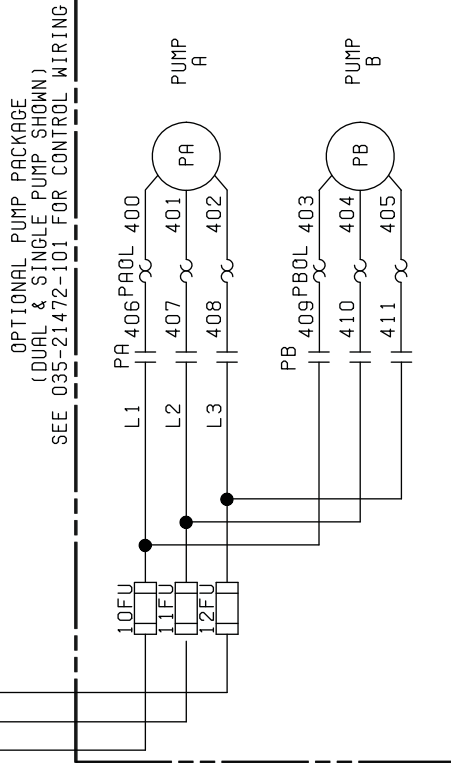 OPTIONAL PUMP PACKAGE
(DUAL & SINGLE PUMP SHOWN)
SEE 035-21472-101 FOR CONTROL WIRING
PUMP
A
PUMP
B
PA
PB
400
401
402
403
404
405
PAOL
PBOL
406
407
408
409
410
411
PA
PB
L1
L2
L3
10FU
11FU
12FU